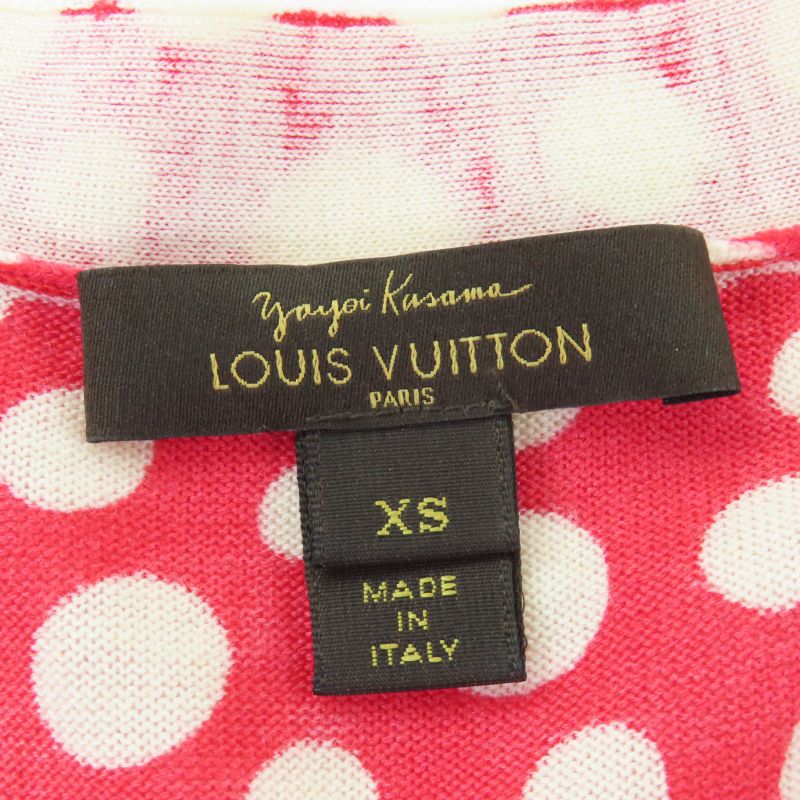 Yayoi Kusama
LOUIS VUITTON
PARIS
XS
MADE
IN
ITALY